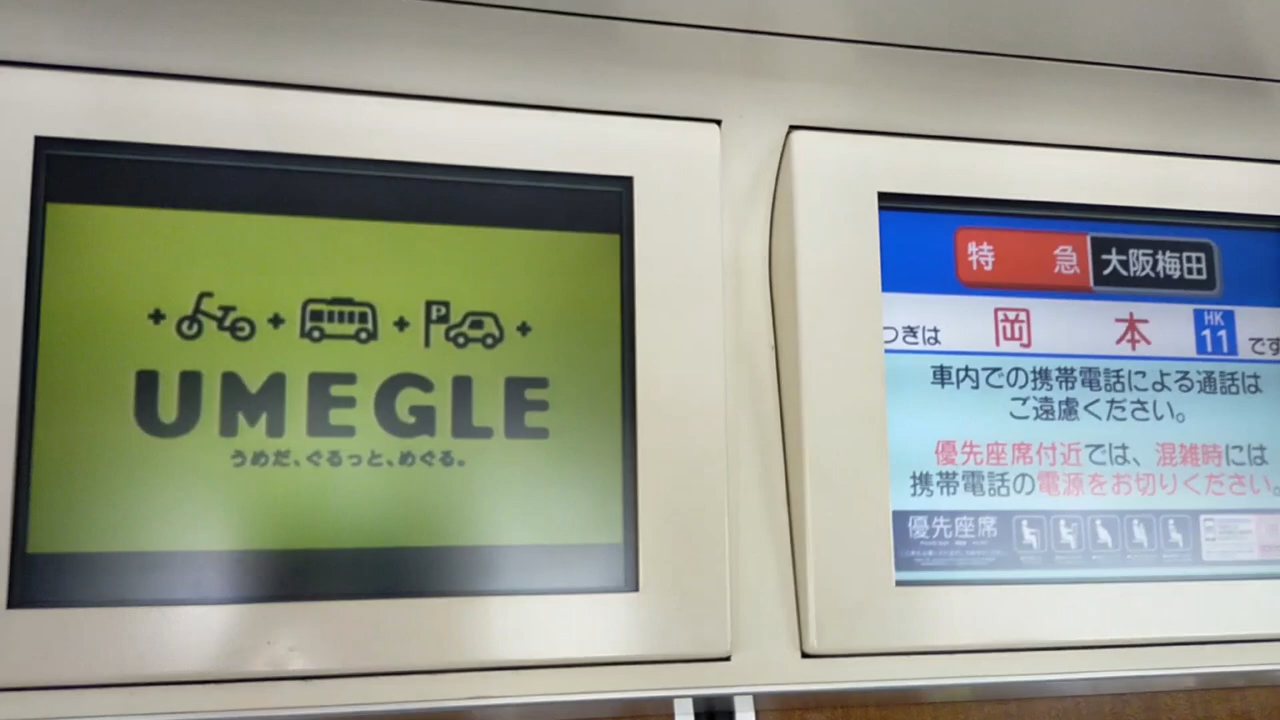 P
UMEGLE
うめだ、ぐるっと、めぐる。
特急 大阪梅田
つぎは 岡本 HK 11 です
車内での携帯電話による通話は
ご遠慮ください。
優先座席付近では、混雑時には
携帯電話の電源をお切りください。
優先座席